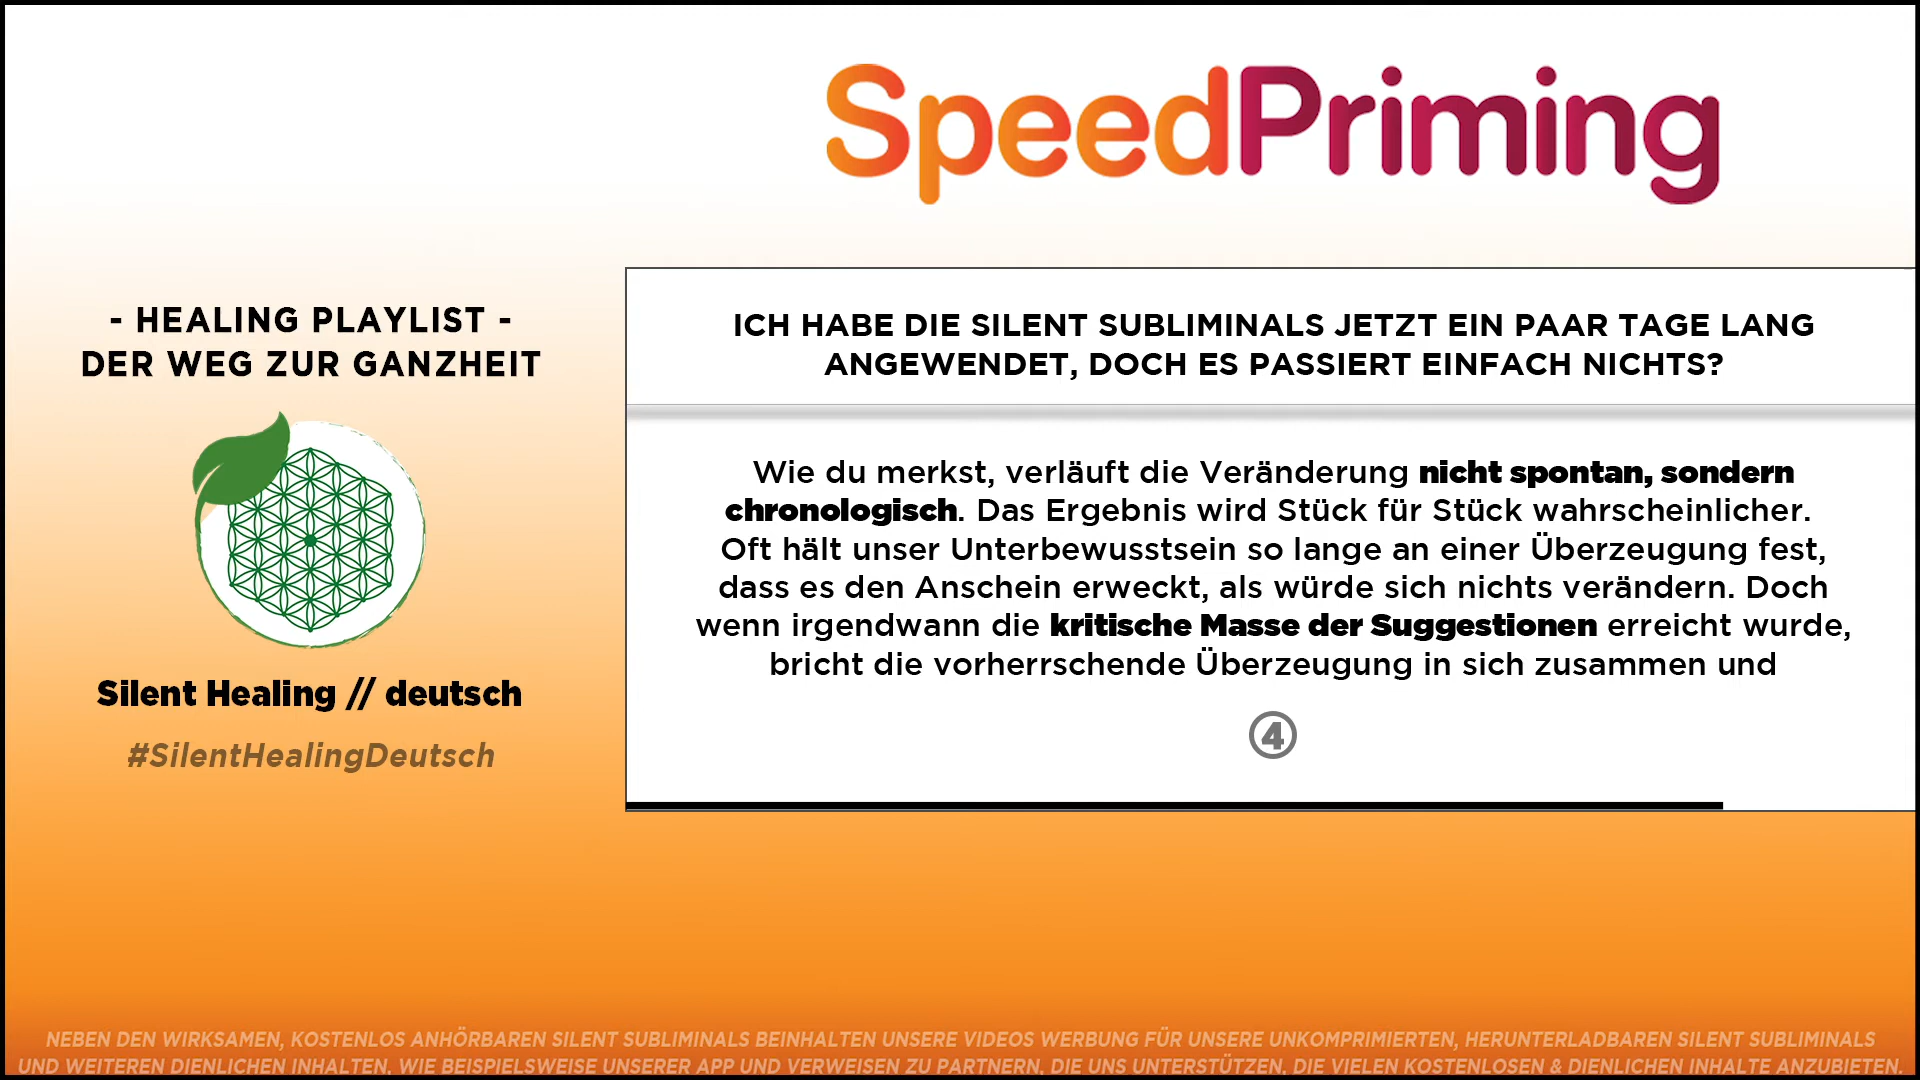 SpeedPriming
- HEALING PLAYLIST -
DER WEG ZUR GANZHEIT
Silent Healing // deutsch
#SilentHealingDeutsch
ICH HABE DIE SILENT SUBLIMINALS JETZT EIN PAAR TAGE LANG
ANGEWENDET, DOCH ES PASSIERT EINFACH NICHTS?
Wie du merkst, verläuft die Veränderung nicht spontan, sondern
chronologisch. Das Ergebnis wird Stück für Stück wahrscheinlicher.
Oft hält unser Unterbewusstsein so lange an einer Überzeugung fest,
dass es den Anschein erweckt, als würde sich nichts verändern. Doch
wenn irgendwann die kritische Masse der Suggestionen erreicht wurde,
bricht die vorherrschende Überzeugung in sich zusammen und
4
NEBEN DEN WIRKSAMEN, KOSTENLOS ANHÖRBAREN SILENT SUBLIMINALS BEINHALTEN UNSERE VIDEOS WERBUNG FÜR UNSERE UNKOMPRIMIERTEN, HERUNTERLADBAREN SILENT SUBLIMINALS
UND WEITEREN DIENLICHEN INHALTEN, WIE BEISPIELSWEISE UNSERER APP UND VERWEISEN ZU PARTNERN, DIE UNS UNTERSTÜTZEN, DIE VIELEN KOSTENLOSEN & DIENLICHEN INHALTE ANZUBIETEN.